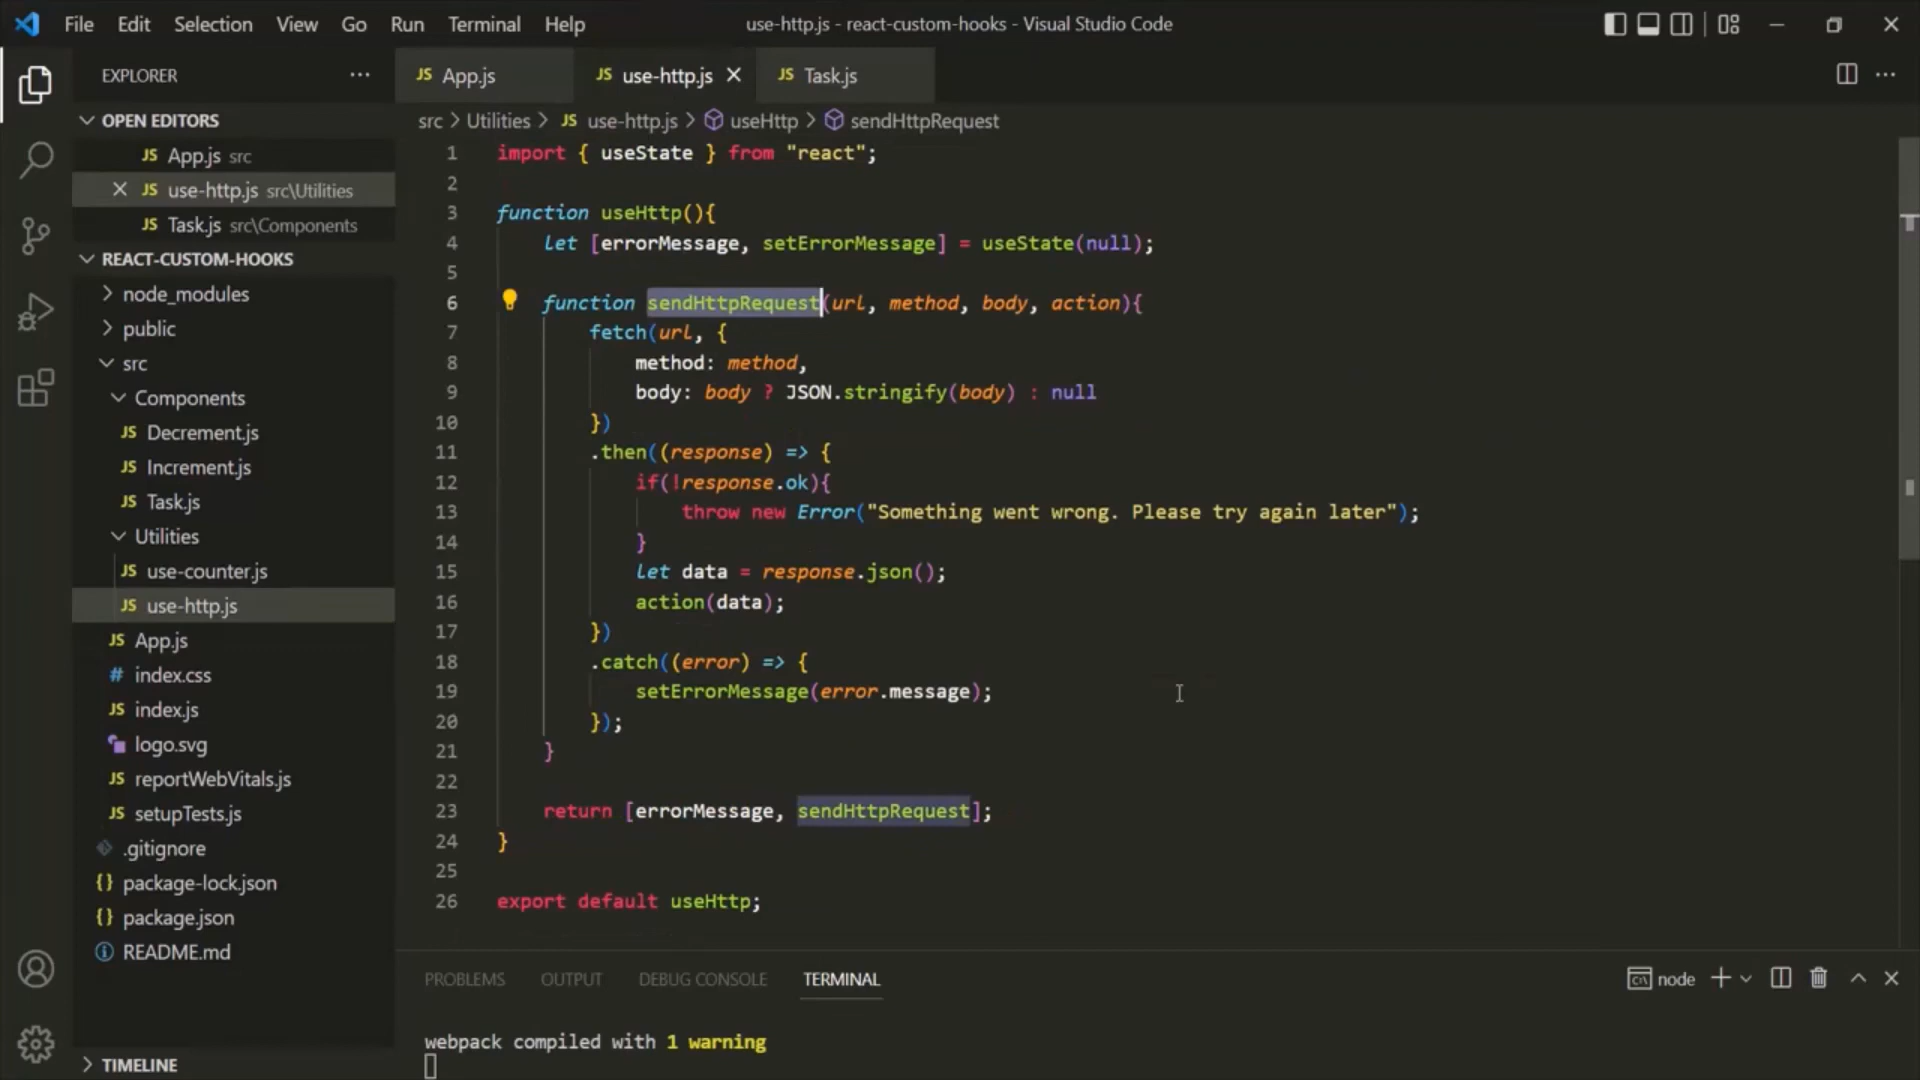 File Edit Selection View Go Run Terminal Help use-http.js - react-custom-hooks - Visual Studio Code
EXPLORER
OPEN EDITORS
JS App.js src
JS use-http.js src\Utilities
JS Task.js src\Components
REACT-CUSTOM-HOOKS
node_modules
public
src
Components
JS Decrement.js
JS Increment.js
JS Task.js
Utilities
JS use-counter.js
JS use-http.js
JS App.js
# index.css
JS index.js
logo.svg
JS reportWebVitals.js
JS setupTests.js
.gitignore
{} package-lock.json
{} package.json
README.md
TIMELINE
JS App.js JS use-http.js JS Task.js
src > Utilities > JS use-http.js > useHttp > sendHttpRequest
1 import { useState } from "react";
2
3 function useHttp(){
4 let [errorMessage, setErrorMessage] = useState(null);
5
6 function sendHttpRequest(url, method, body, action){
7 fetch(url, {
8 method: method,
9 body: body ? JSON.stringify(body) : null
10 })
11 .then((response) => {
12 if(!response.ok){
13 throw new Error("Something went wrong. Please try again later");
14 }
15 let data = response.json();
16 action(data);
17 })
18 .catch((error) => {
19 setErrorMessage(error.message);
20 });
21 }
22
23 return [errorMessage, sendHttpRequest];
24 }
25
26 export default useHttp;
PROBLEMS OUTPUT DEBUG CONSOLE TERMINAL node
webpack compiled with 1 warning